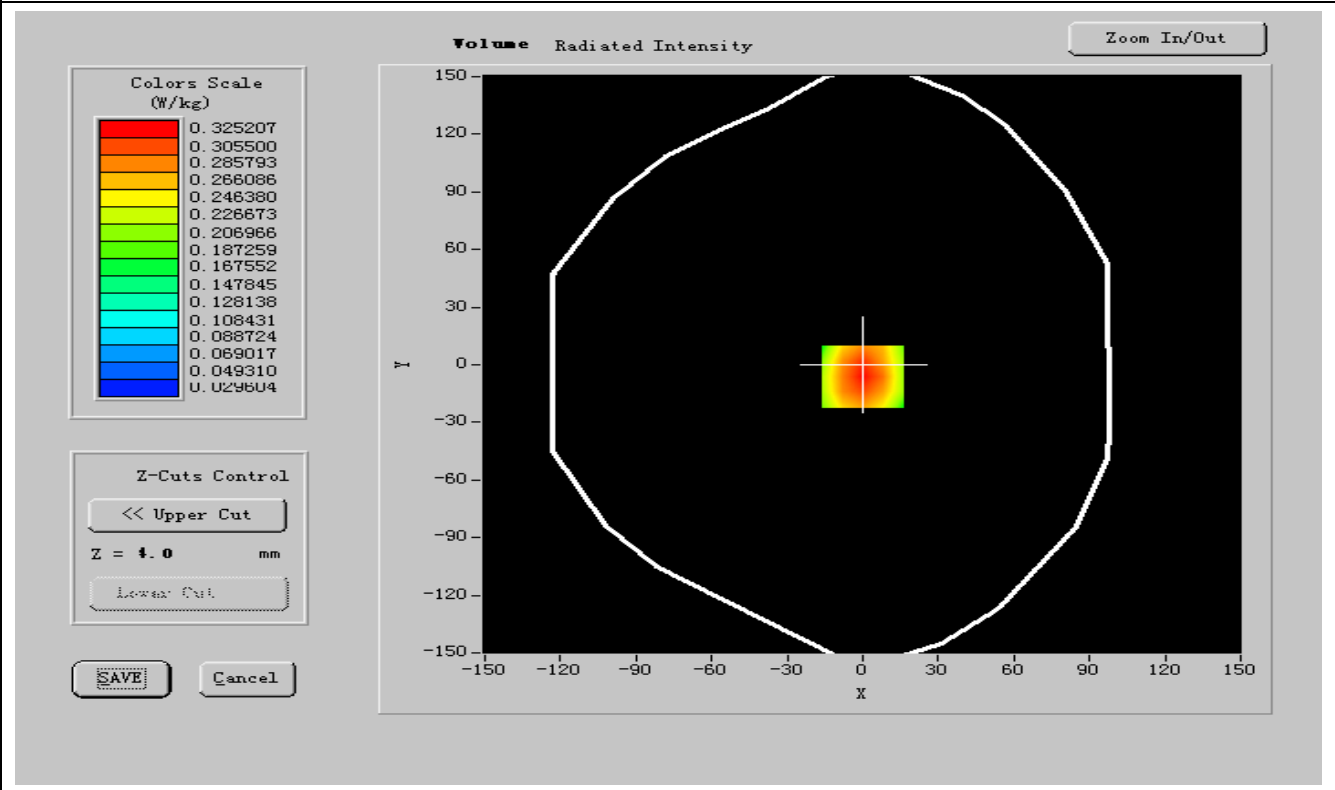 Volume Radiated Intensity
Zoom In/Out
Colors Scale
(W/kg)
0.325207
0.305500
0.285793
0.266086
0.246380
0.226673
0.206966
0.187259
0.167552
0.147845
0.128138
0.108431
0.088724
0.069017
0.049310
0.029604
Z-Cuts Control
<< Upper Cut
Z = 4.0 mm
Lower Cut
SAVE
Cancel
150
120
90
60
30
0
-30
-60
-90
-120
-150
Y
-150 -120 -90 -60 -30 0 30 60 90 120 150
X